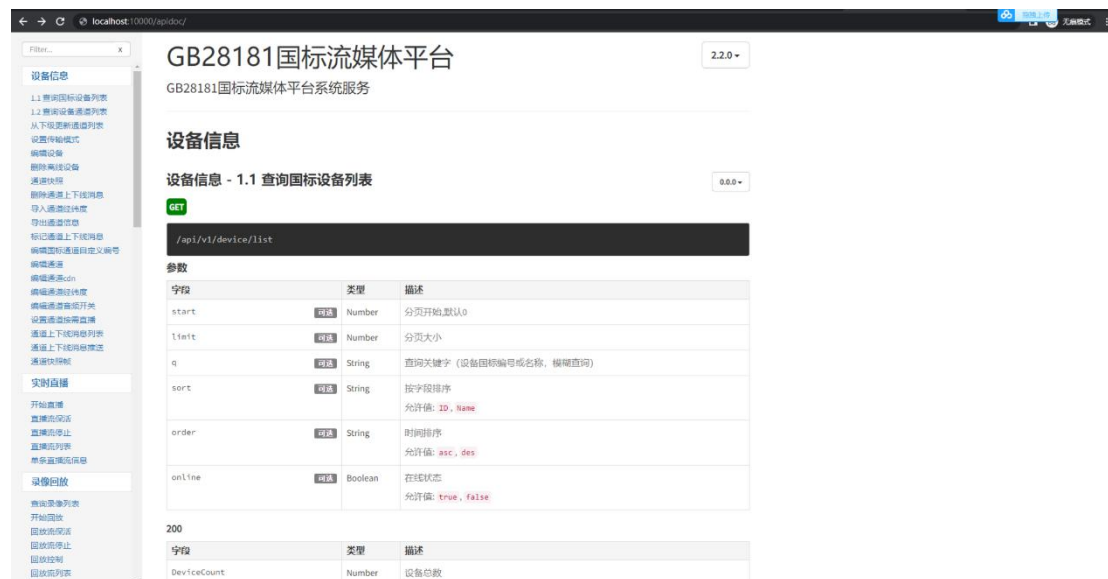 localhost:10000/apidoc/
拖拽上传
无痕模式
Filter...
x
设备信息
1.1 查询国标设备列表
1.2 查询设备通道列表
从下级更新通道列表
设置传输模式
编辑设备
删除离线设备
通道快照
删除通道上下线消息
导入通道经纬度
导出通道信息
标记通道上下线消息
编辑国标通道自定义编号
编辑通道
编辑通道cdn
编辑通道经纬度
编辑通道音频开关
设置通道按需直播
通道上下线消息列表
通道上下线消息推送
通道快照帧
实时直播
开始直播
直播流保活
直播流停止
直播流列表
单条直播流信息
录像回放
查询录像列表
开始回放
回放流保活
回放流停止
回放控制
回放流列表
GB28181国标流媒体平台
2.2.0
GB28181国标流媒体平台系统服务
设备信息
设备信息 - 1.1 查询国标设备列表
0.0.0
GET
/api/v1/device/list
参数
字段 类型 描述
start 可选 Number 分页开始,默认0
limit 可选 Number 分页大小
q 可选 String 查询关键字（设备国标编号或名称，模糊查询）
sort 可选 String 按字段排序
允许值: ID, Name
order 可选 String 时间排序
允许值: asc, des
online 可选 Boolean 在线状态
允许值: true, false
200
字段 类型 描述
DeviceCount Number 设备总数